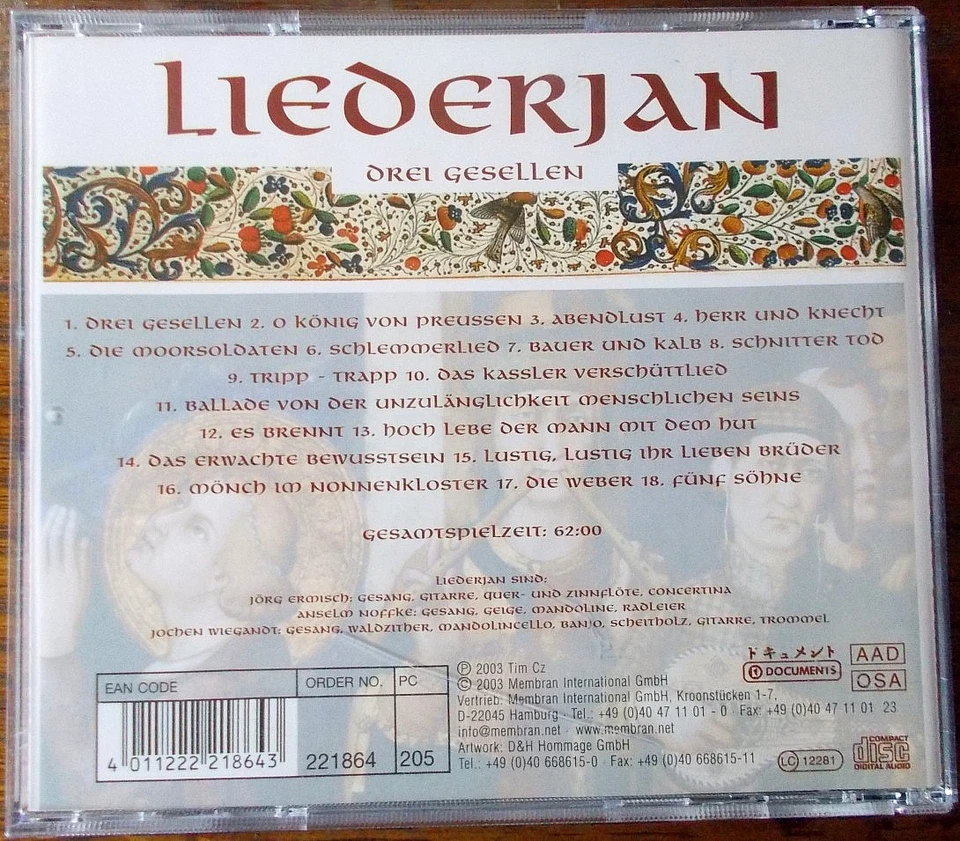 LIEDERJAN
DREI GESELLEN
1. DREI GESELLEN 2. O KÖNIG VON PREUSSEN 3. ABENDLUST 4. HERR UND KNECHT
5. DIE MOORSOLDATEN 6. SCHLEMMERLIED 7. BAUER UND KALB 8. SCHNITTER TOD
9. TRIPP - TRAPP 10. DAS KASSLER VERSCHÜTTLIED
11. BALLADE VON DER UNZULÄNGLICHKEIT MENSCHLICHEN SEINS
12. ES BRENNT 13. HOCH LEBE DER MANN MIT DEM HUT
14. DAS ERWACHTE BEWUSSTSEIN 15. LUSTIG, LUSTIG IHR LIEBEN BRÜDER
16. MÖNCH IM NONNENKLOSTER 17. DIE WEBER 18. FÜNF SÖHNE
GESAMTSPIELZEIT: 62:00
LIEDERJAN SIND:
JÖRG ERMISCH: GESANG, GITARRE, QUER- UND ZINNFLÖTE, CONCERTINA
ANSELM NOFFKE: GESANG, GEIGE, MANDOLINE, RADLEIER
JOCHEN WIEGANDT: GESANG, WALDZITHER, MANDOLINCELLO, BANJO, SCHEITHOLZ, GITARRE, TROMMEL
EAN CODE
4 011222 218643
ORDER NO.
221864
PC
205
Ⓟ 2003 Tim Cz
© 2003 Membran International GmbH
Vertrieb: Membran International GmbH, Kroonstücken 1-7,
D-22045 Hamburg · Tel.: +49 (0)40 47 11 01 - 0 · Fax: +49 (0)40 47 11 01 23
info@membran.net · www.membran.net
Artwork: D&H Hommage GmbH
Tel.: +49 (0)40 668615-0 · Fax: +49 (0)40 668615-11
ドキュメント
DOCUMENTS
AAD
OSA
LC 12281
COMPACT
disc
DIGITAL AUDIO